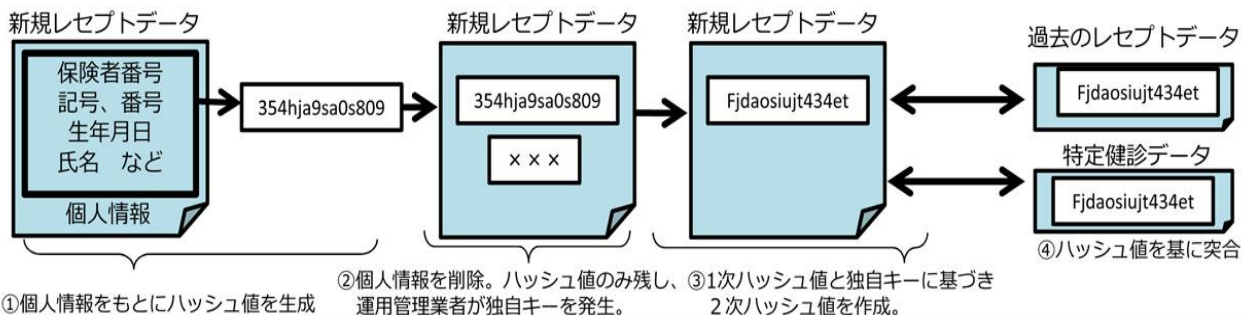 新規レセプトデータ
保険者番号
記号、番号
生年月日
氏名　など
個人情報
354hja9sa0s809
新規レセプトデータ
354hja9sa0s809
×××
新規レセプトデータ
Fjdaosiujt434et
過去のレセプトデータ
Fjdaosiujt434et
特定健診データ
Fjdaosiujt434et
④ハッシュ値を基に突合
①個人情報をもとにハッシュ値を生成
②個人情報を削除。ハッシュ値のみ残し、
運用管理業者が独自キーを発生。
③1次ハッシュ値と独自キーに基づき
２次ハッシュ値を作成。